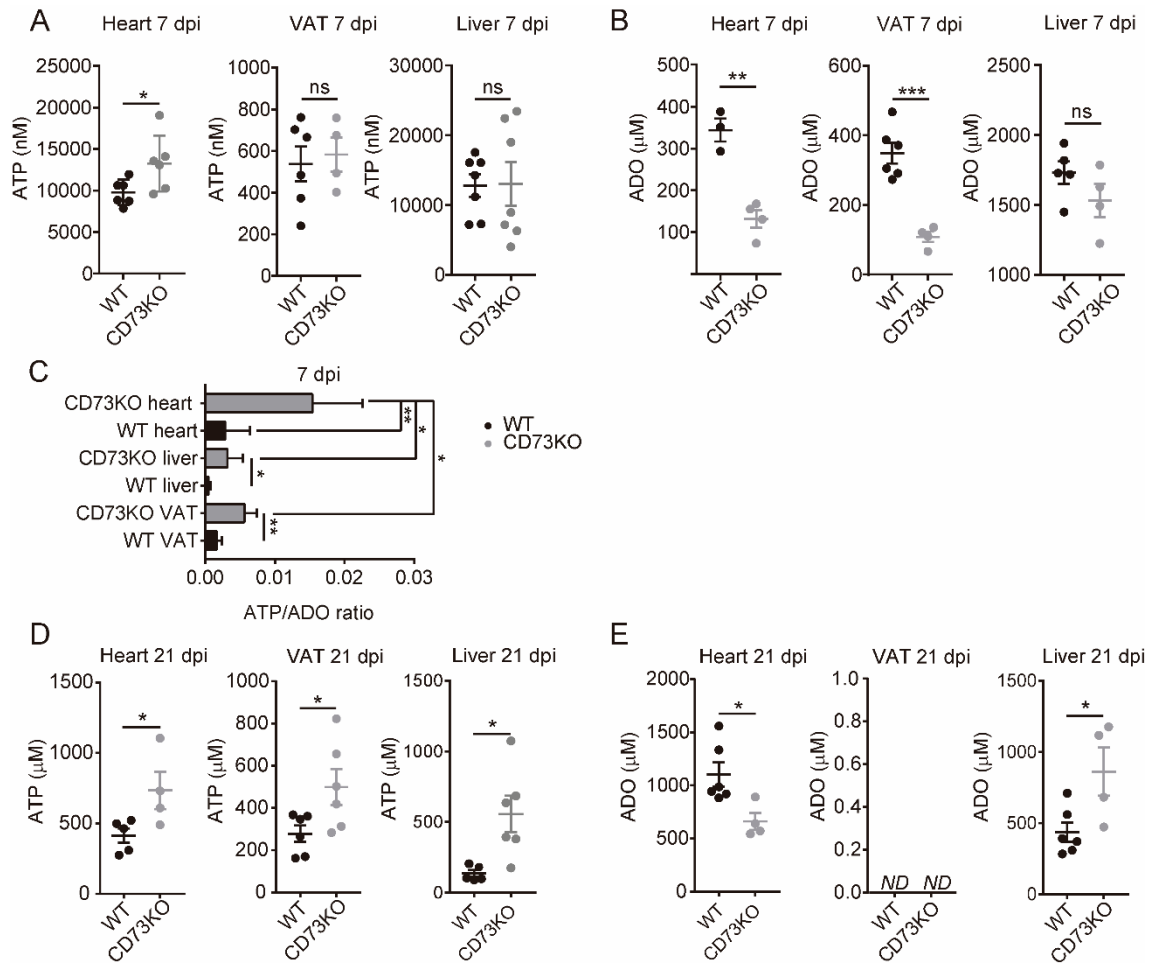 A
Heart 7 dpi
VAT 7 dpi
Liver 7 dpi
ATP (nM)
25000
20000
15000
10000
5000
0
*
WT
CD73KO
ATP (nM)
1000
800
600
400
200
0
ns
WT
CD73KO
ATP (nM)
30000
20000
10000
0
ns
WT
CD73KO
B
Heart 7 dpi
VAT 7 dpi
Liver 7 dpi
ADO (μM)
500
400
300
200
100
**
WT
CD73KO
ADO (μM)
600
400
200
0
***
WT
CD73KO
ADO (μM)
2500
2000
1500
1000
ns
WT
CD73KO
C
7 dpi
CD73KO heart
WT heart
CD73KO liver
WT liver
CD73KO VAT
WT VAT
**
*
*
*
**
0.00
0.01
0.02
0.03
ATP/ADO ratio
WT
CD73KO
D
Heart 21 dpi
VAT 21 dpi
Liver 21 dpi
ATP (μM)
1500
1000
500
0
*
WT
CD73KO
ATP (μM)
1000
800
600
400
200
0
*
WT
CD73KO
ATP (μM)
1500
1000
500
0
*
WT
CD73KO
E
Heart 21 dpi
VAT 21 dpi
Liver 21 dpi
ADO (μM)
2000
1500
1000
500
0
*
WT
CD73KO
ADO (μM)
1.0
0.8
0.6
0.4
0.2
0.0
ND ND
WT
CD73KO
ADO (μM)
1500
1000
500
0
*
WT
CD73KO